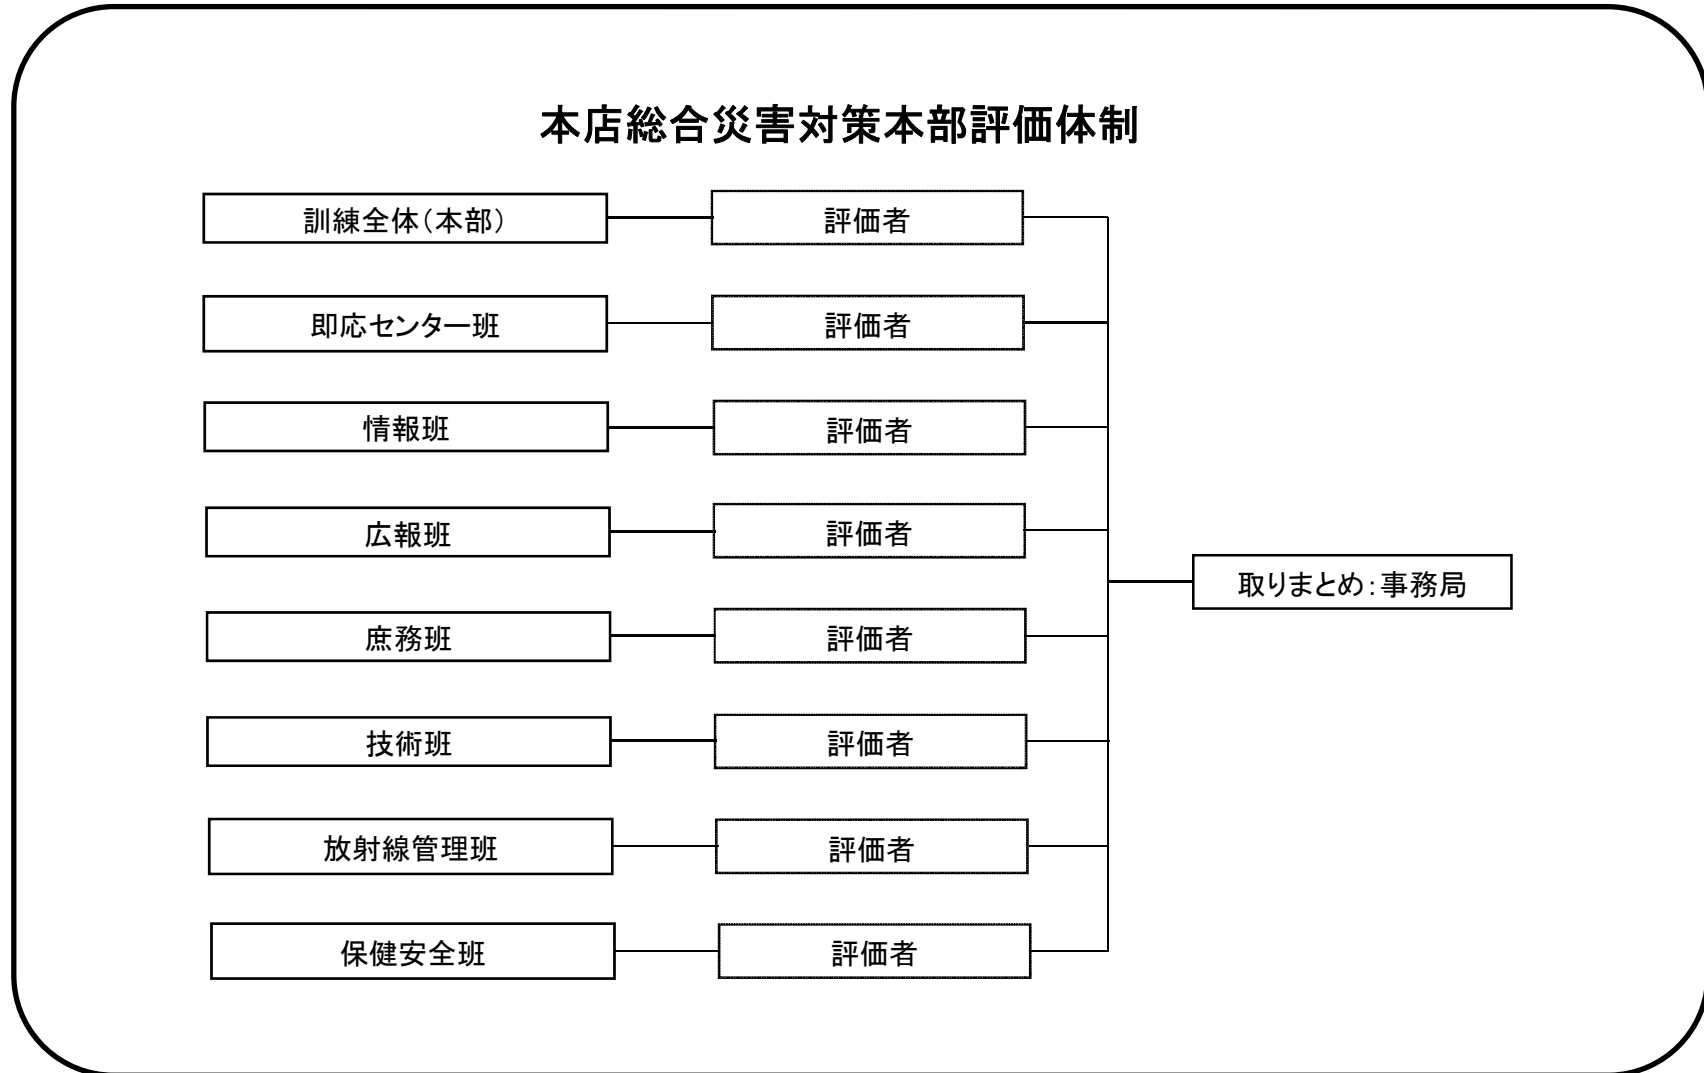 本店総合災害対策本部評価体制
訓練全体（本部）
評価者
即応センター班
評価者
情報班
評価者
広報班
評価者
取りまとめ：事務局
庶務班
評価者
技術班
評価者
放射線管理班
評価者
保健安全班
評価者